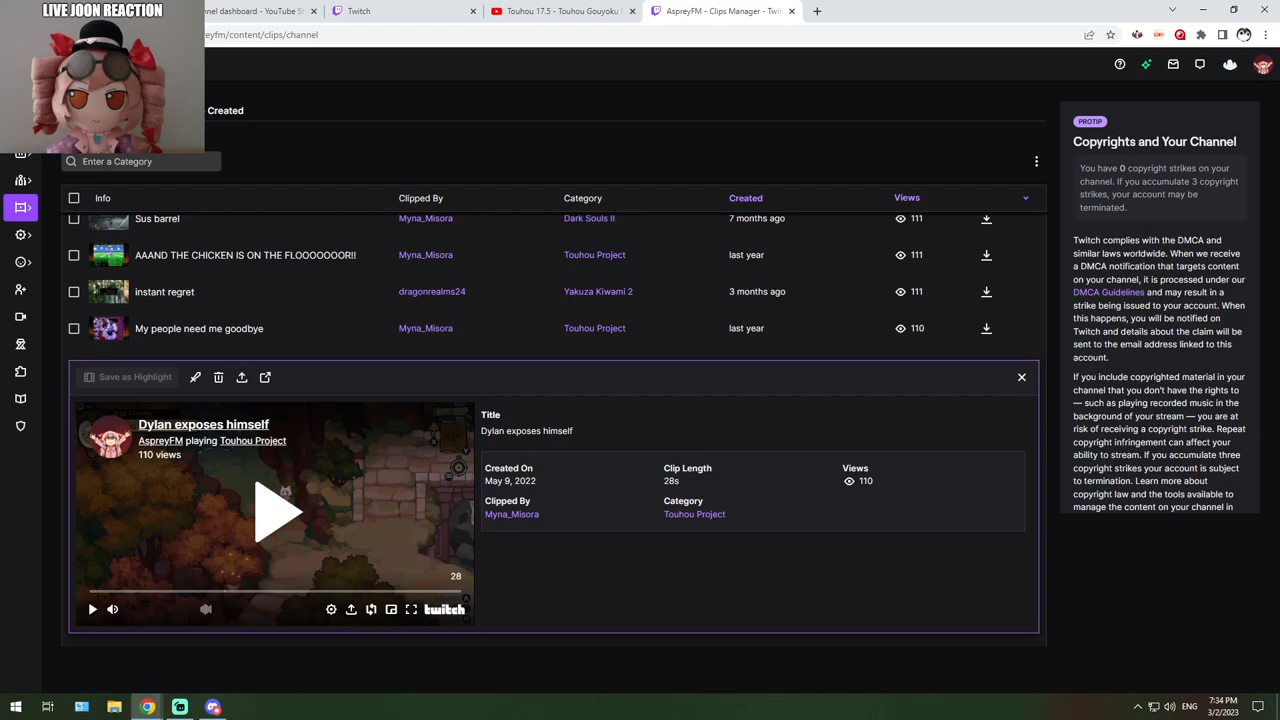 LIVE JOON REACTION
nnel dashboard - YouTube St
Twitch
Touhou 17.5 - Touhou Gouyoku
AspreyFM - Clips Manager - Twit
eyfm/content/clips/channel
Created
Enter a Category
Info
Clipped By
Category
Created
Views
Sus barrel
Myna_Misora
Dark Souls II
7 months ago
111
AAAND THE CHICKEN IS ON THE FLOOOOOOR!!
Myna_Misora
Touhou Project
last year
111
instant regret
dragonrealms24
Yakuza Kiwami 2
3 months ago
111
My people need me goodbye
Myna_Misora
Touhou Project
last year
110
Save as Highlight
Dylan exposes himself
AspreyFM playing Touhou Project
110 views
28
twitch
Title
Dylan exposes himself
Created On
May 9, 2022
Clip Length
28s
Views
110
Clipped By
Myna_Misora
Category
Touhou Project
PROTIP
Copyrights and Your Channel
You have 0 copyright strikes on your
channel. If you accumulate 3 copyright
strikes, your account may be
terminated.
Twitch complies with the DMCA and
similar laws worldwide. When we receive
a DMCA notification that targets content
on your channel, it is processed under our
DMCA Guidelines and may result in a
strike being issued to your account. When
this happens, you will be notified on
Twitch and details about the claim will be
sent to the email address linked to this
account.
If you include copyrighted material in your
channel that you don't have the rights to
— such as playing recorded music in the
background of your stream — you are at
risk of receiving a copyright strike. Repeat
copyright infringement can affect your
ability to stream. If you accumulate three
copyright strikes your account is subject
to termination. Learn more about
copyright law and the tools available to
manage the content on your channel in
ENG
7:34 PM
3/2/2023